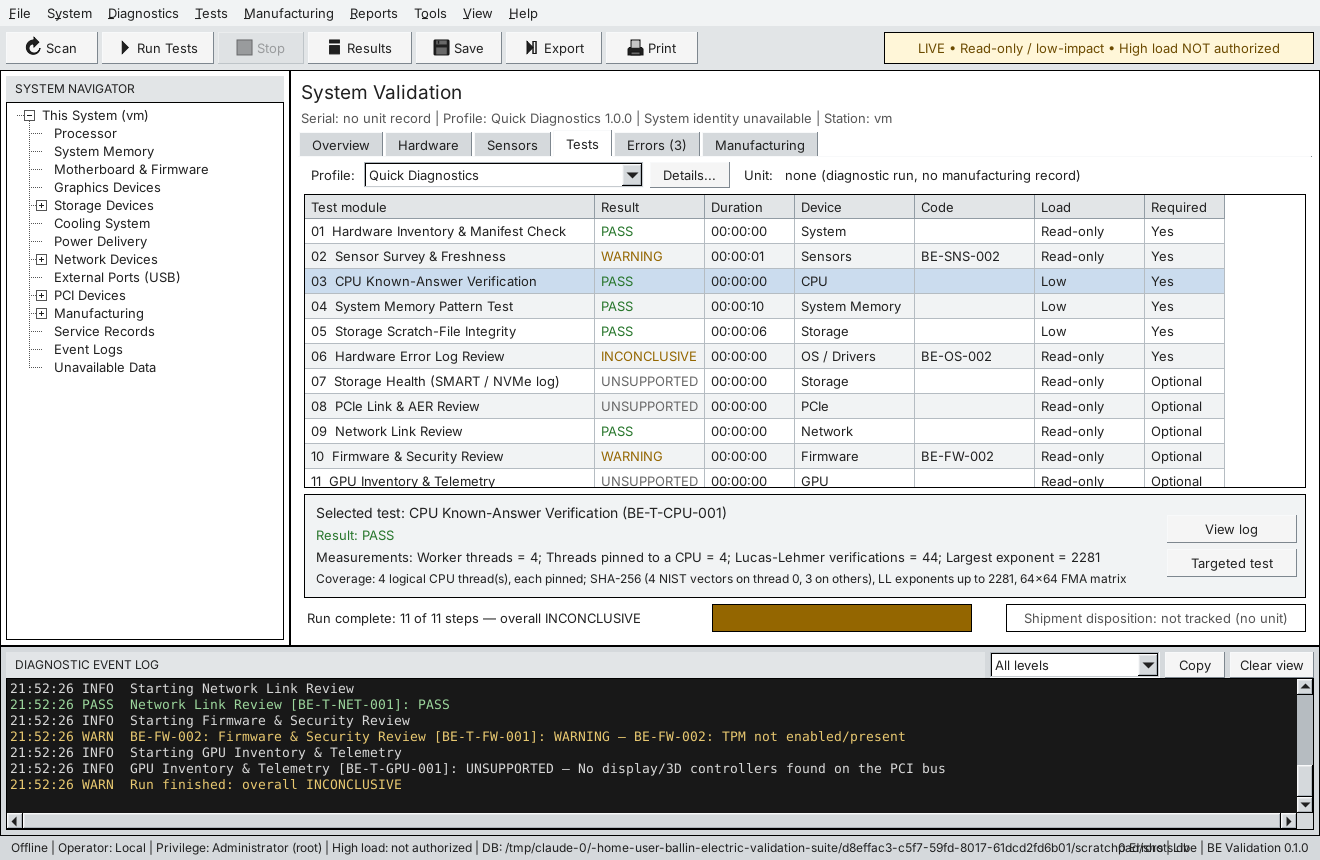 File System Diagnostics Tests Manufacturing Reports Tools View Help
Scan Run Tests Stop Results Save Export Print LIVE • Read-only / low-impact • High load NOT authorized
SYSTEM NAVIGATOR
This System (vm)
Processor
System Memory
Motherboard & Firmware
Graphics Devices
Storage Devices
Cooling System
Power Delivery
Network Devices
External Ports (USB)
PCI Devices
Manufacturing
Service Records
Event Logs
Unavailable Data
System Validation
Serial: no unit record | Profile: Quick Diagnostics 1.0.0 | System identity unavailable | Station: vm
Overview Hardware Sensors Tests Errors (3) Manufacturing
Profile: Quick Diagnostics Details... Unit: none (diagnostic run, no manufacturing record)
Test module Result Duration Device Code Load Required
01 Hardware Inventory & Manifest Check PASS 00:00:00 System Read-only Yes
02 Sensor Survey & Freshness WARNING 00:00:01 Sensors BE-SNS-002 Read-only Yes
03 CPU Known-Answer Verification PASS 00:00:00 CPU Low Yes
04 System Memory Pattern Test PASS 00:00:10 System Memory Low Yes
05 Storage Scratch-File Integrity PASS 00:00:06 Storage Low Yes
06 Hardware Error Log Review INCONCLUSIVE 00:00:00 OS / Drivers BE-OS-002 Read-only Yes
07 Storage Health (SMART / NVMe log) UNSUPPORTED 00:00:00 Storage Read-only Optional
08 PCIe Link & AER Review UNSUPPORTED 00:00:00 PCIe Read-only Optional
09 Network Link Review PASS 00:00:00 Network Read-only Optional
10 Firmware & Security Review WARNING 00:00:00 Firmware BE-FW-002 Read-only Optional
11 GPU Inventory & Telemetry UNSUPPORTED 00:00:00 GPU Read-only Optional
Selected test: CPU Known-Answer Verification (BE-T-CPU-001)
Result: PASS
Measurements: Worker threads = 4; Threads pinned to a CPU = 4; Lucas-Lehmer verifications = 44; Largest exponent = 2281
Coverage: 4 logical CPU thread(s), each pinned; SHA-256 (4 NIST vectors on thread 0, 3 on others), LL exponents up to 2281, 64×64 FMA matrix
View log
Targeted test
Run complete: 11 of 11 steps — overall INCONCLUSIVE Shipment disposition: not tracked (no unit)
DIAGNOSTIC EVENT LOG All levels Copy Clear view
21:52:26 INFO Starting Network Link Review
21:52:26 PASS Network Link Review [BE-T-NET-001]: PASS
21:52:26 INFO Starting Firmware & Security Review
21:52:26 WARN BE-FW-002: Firmware & Security Review [BE-T-FW-001]: WARNING — BE-FW-002: TPM not enabled/present
21:52:26 INFO Starting GPU Inventory & Telemetry
21:52:26 INFO GPU Inventory & Telemetry [BE-T-GPU-001]: UNSUPPORTED — No display/3D controllers found on the PCI bus
21:52:26 WARN Run finished: overall INCONCLUSIVE
Offline | Operator: Local | Privilege: Administrator (root) | High load: not authorized | DB: /tmp/claude-0/-home-user-ballin-electric-validation-suite/d8effac3-c5f7-59fd-8017-61dcd2fd6b01/ | BE Validation 0.1.0